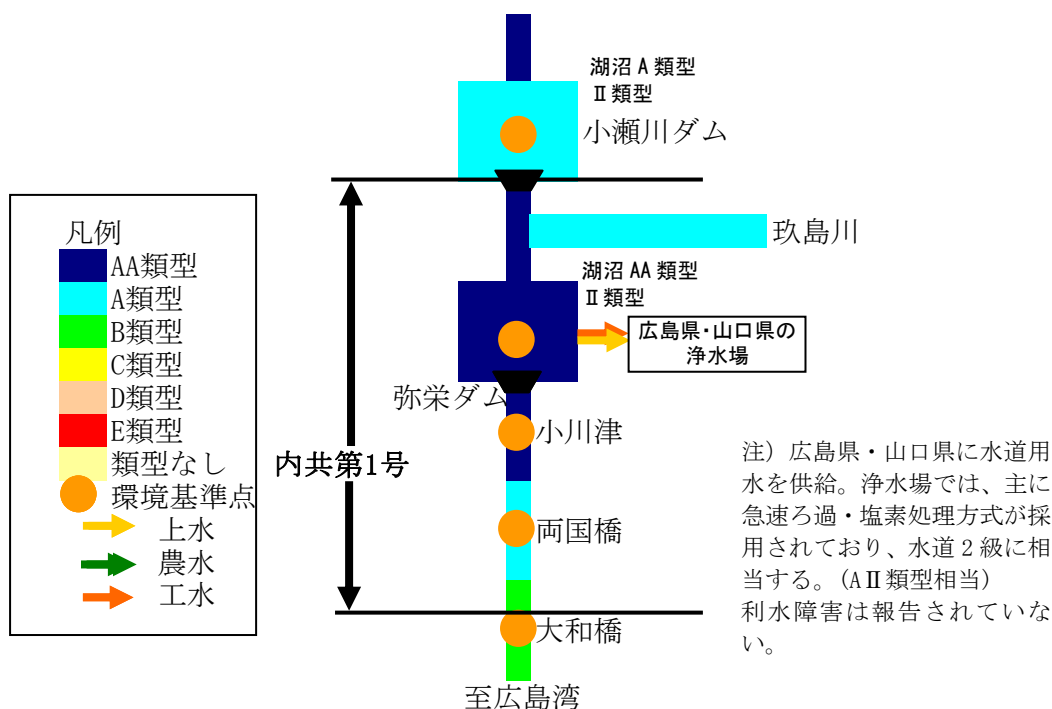 湖沼A類型
Ⅱ類型
小瀬川ダム
玖島川
湖沼AA類型
Ⅱ類型
広島県・山口県の
浄水場
弥栄ダム
小川津
内共第1号
両国橋
大和橋
至広島湾
凡例
AA類型
A類型
B類型
C類型
D類型
E類型
類型なし
環境基準点
上水
農水
工水
注）広島県・山口県に水道用
水を供給。浄水場では、主に
急速ろ過・塩素処理方式が採
用されており、水道2級に相
当する。（AⅡ類型相当）
利水障害は報告されていな
い。